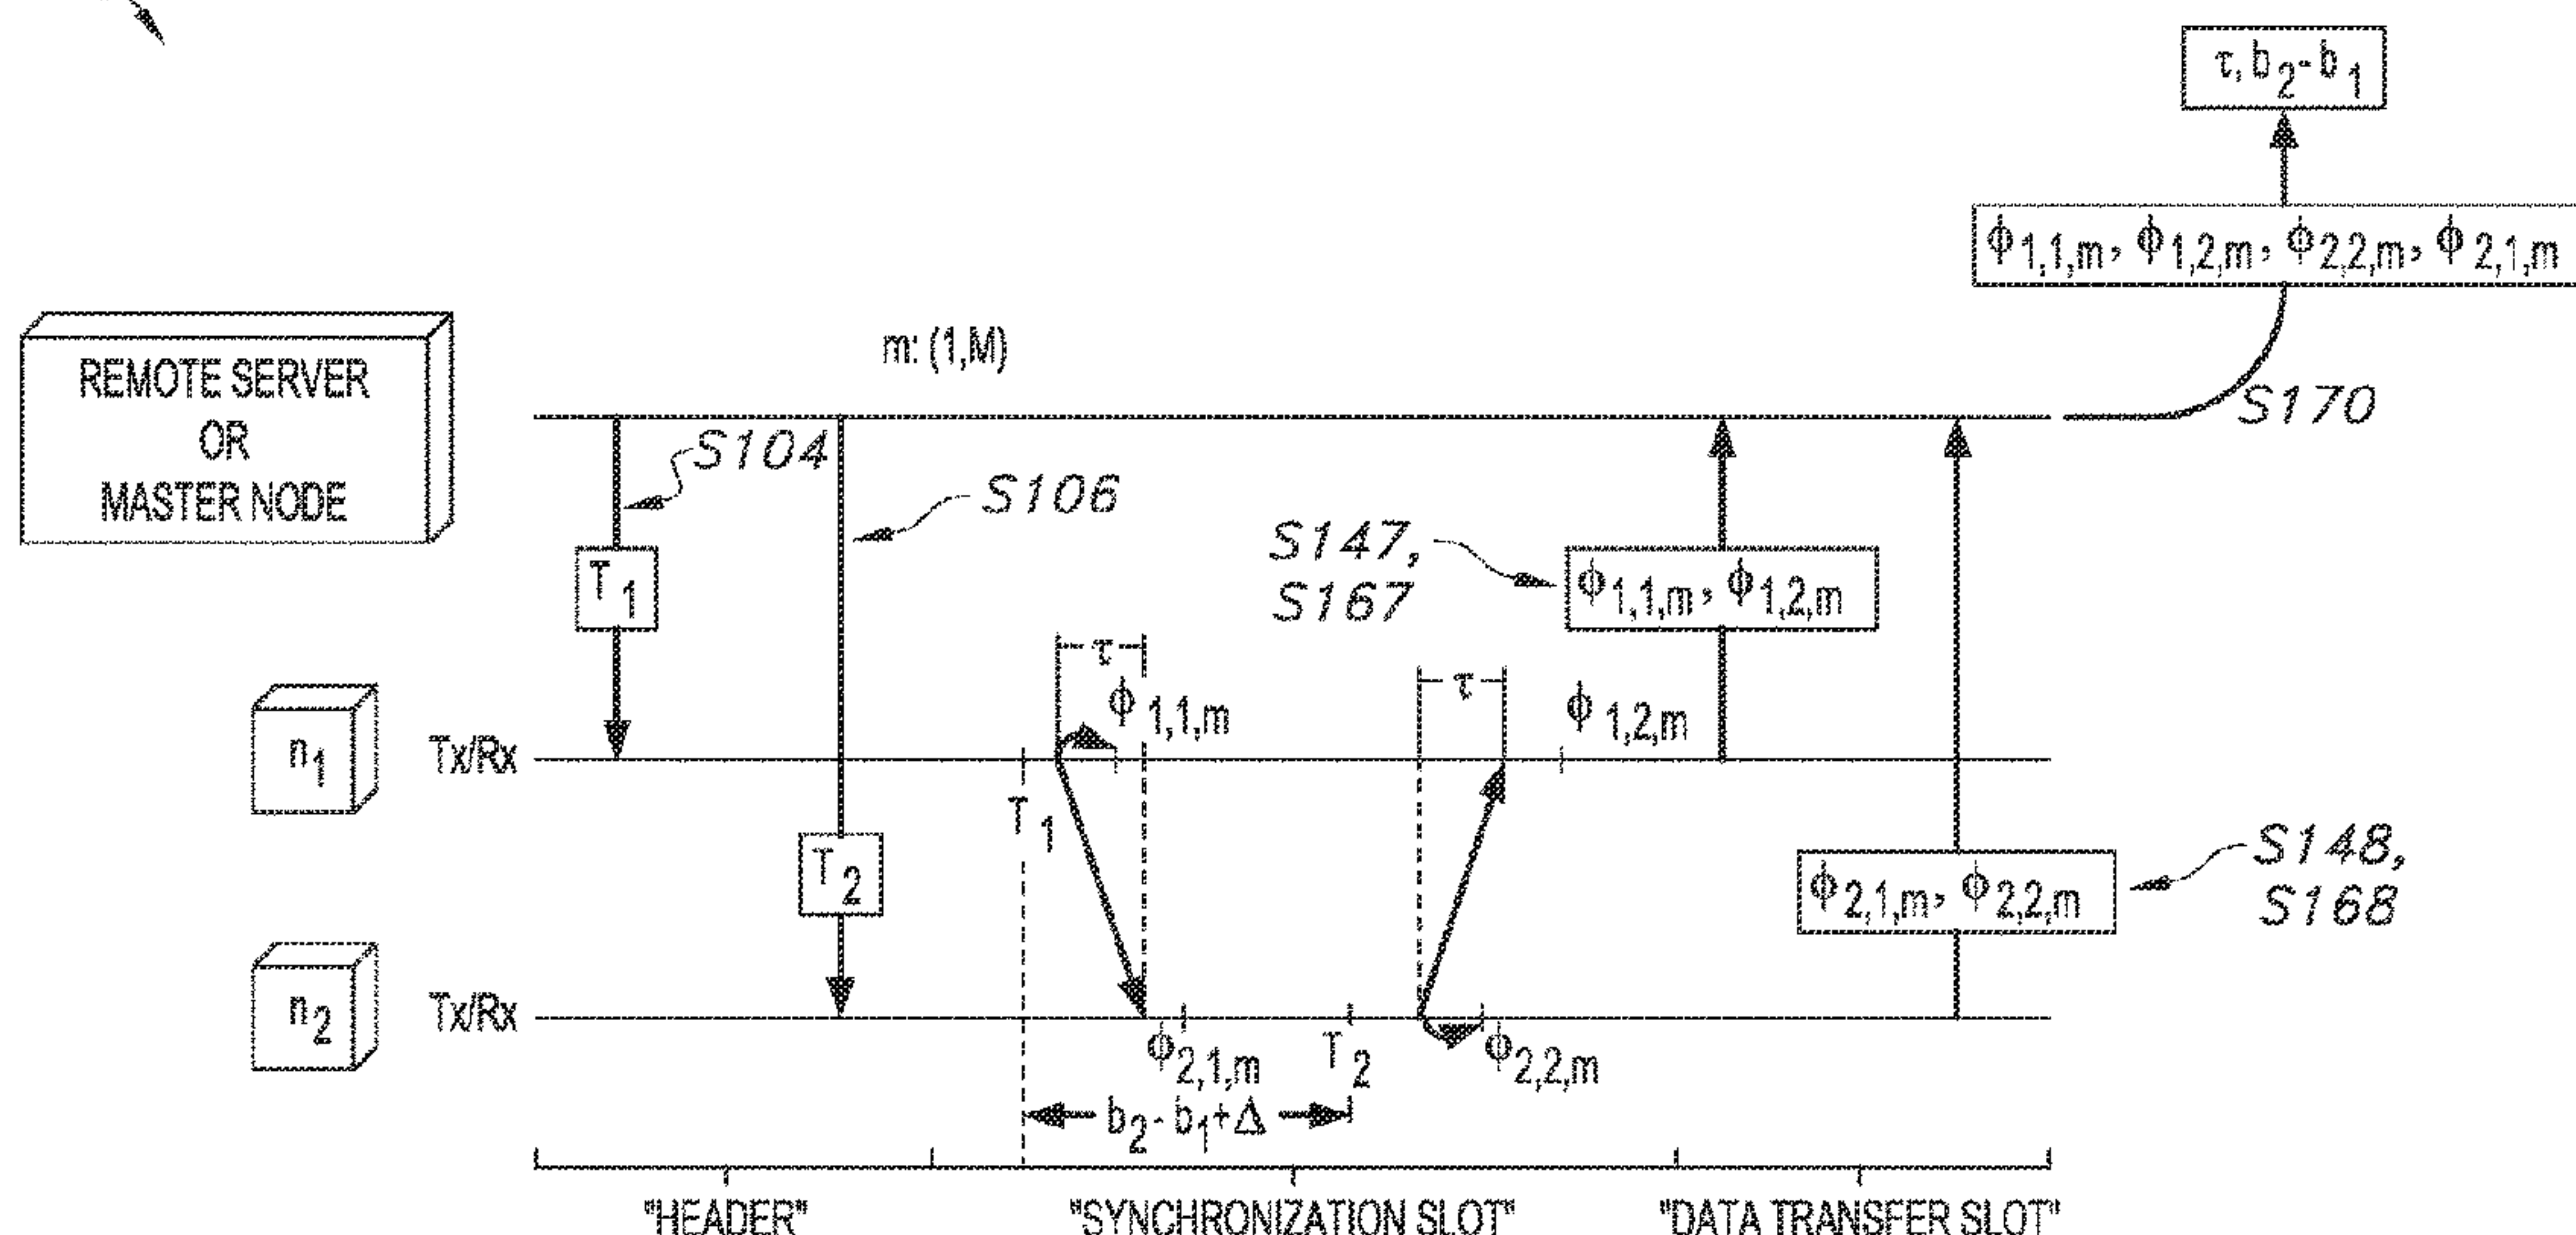 τ, b2-b1
ϕ1,1,m, ϕ1,2,m, ϕ2,2,m, ϕ2,1,m
m: (1,M)
REMOTE SERVER
OR
MASTER NODE
S170
S104
S106
S147,
S167
T1
ϕ1,1,m, ϕ1,2,m
τ
τ
ϕ1,1,m
ϕ1,2,m
n1
Tx/Rx
T1
T2
ϕ2,1,m, ϕ2,2,m
S148,
S168
n2
Tx/Rx
ϕ2,1,m
T2
ϕ2,2,m
b2-b1+Δ
"HEADER"
"SYNCHRONIZATION SLOT"
"DATA TRANSFER SLOT"